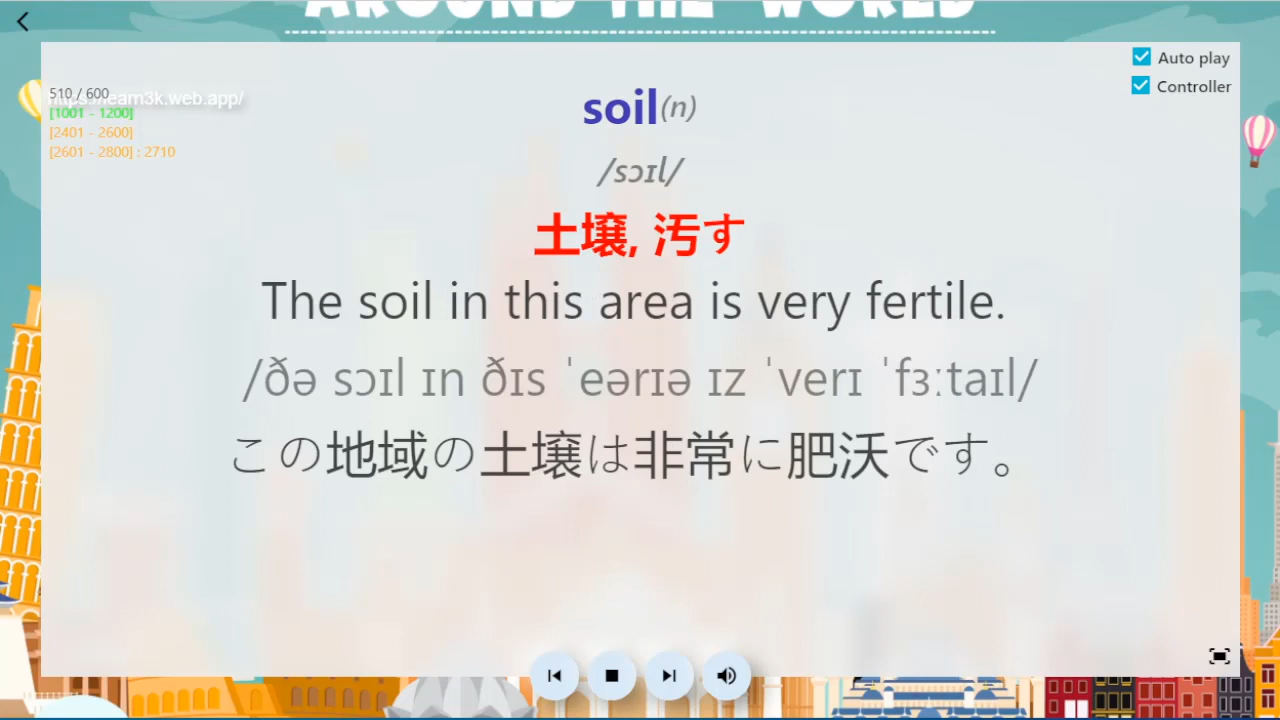 AROUND THE WORLD
Auto play
Controller
510 / 600
https://learn3k.web.app/
[1001 - 1200]
[2401 - 2600]
[2601 - 2800] : 2710
soil(n)
/sɔɪl/
土壌, 汚す
The soil in this area is very fertile.
/ðə sɔɪl ɪn ðɪs ˈeərɪə ɪz ˈverɪ ˈfɜːtaɪl/
この地域の土壌は非常に肥沃です。